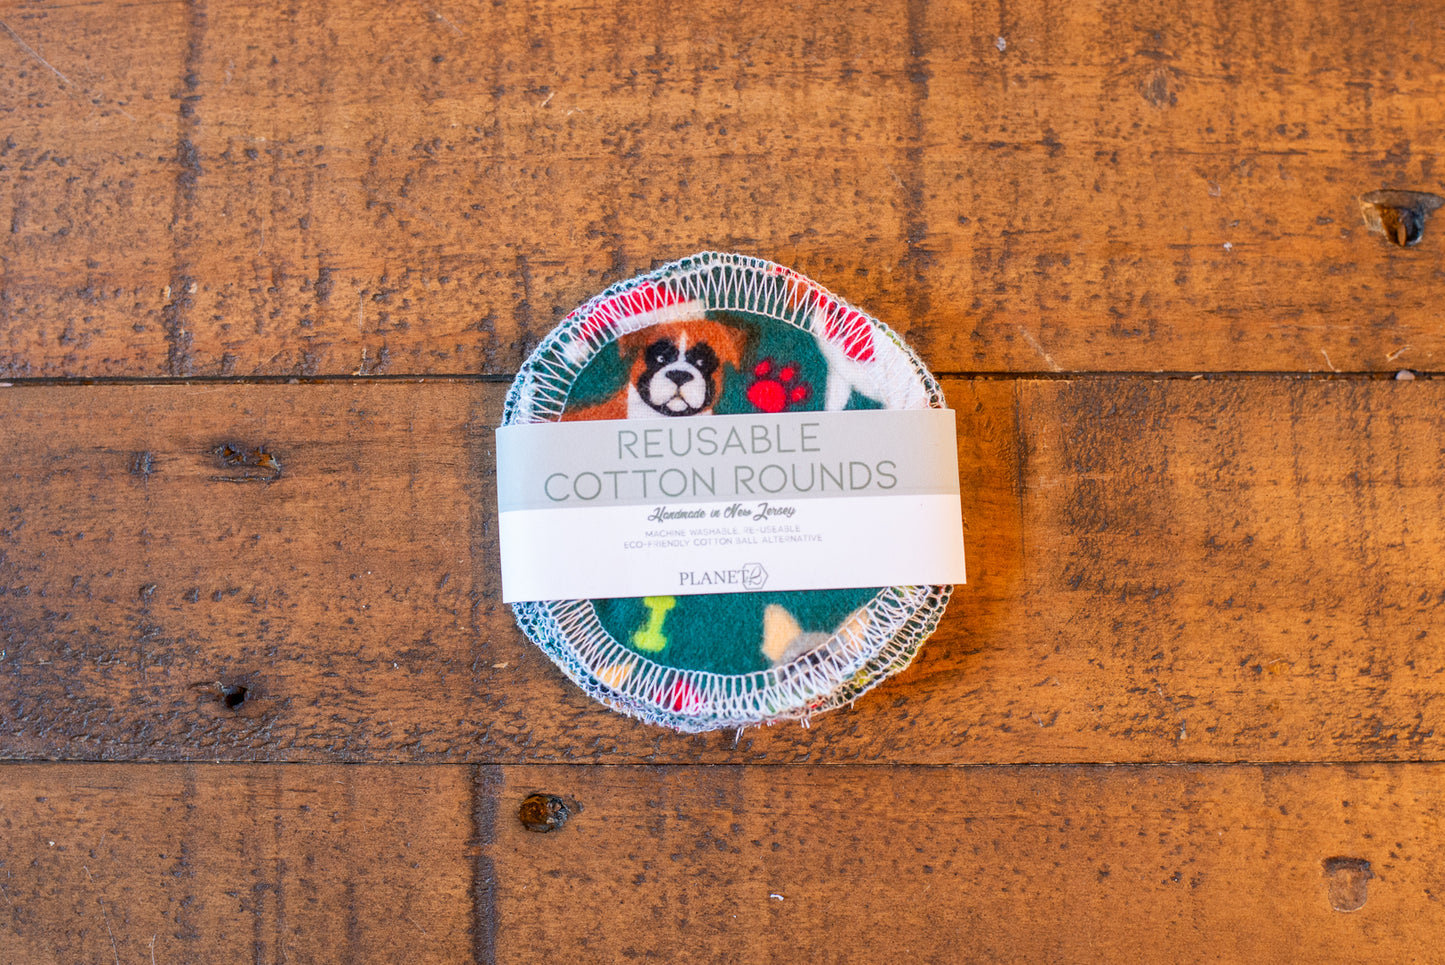 REUSABLE
COTTON ROUNDS
Handmade in New Jersey
MACHINE WASHABLE, RE-USEABLE
ECO-FRIENDLY COTTON BALL ALTERNATIVE
PLANET